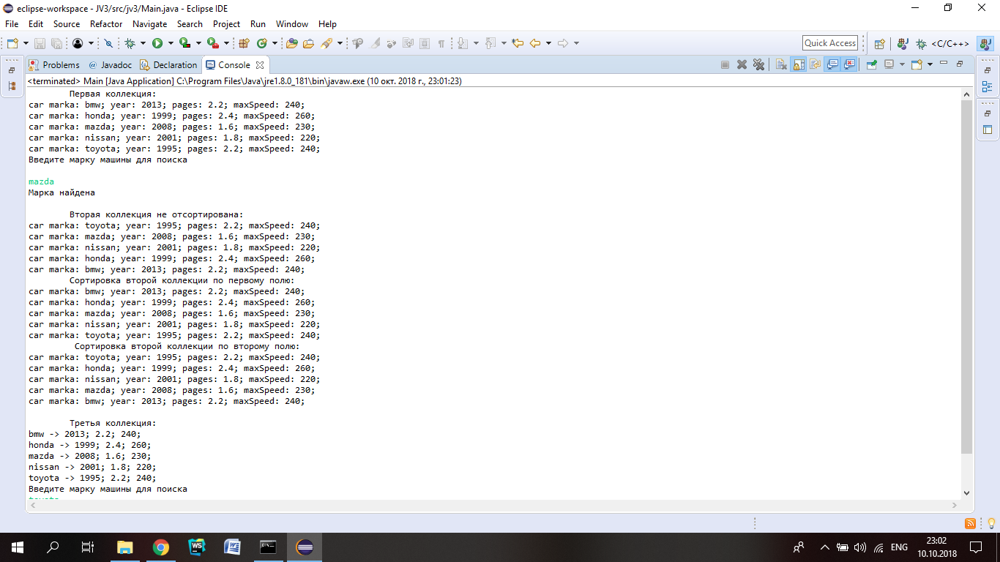 eclipse-workspace - JV3/src/jv3/Main.java - Eclipse IDE
File Edit Source Refactor Navigate Search Project Run Window Help
Quick Access
<C/C++>
Problems @ Javadoc Declaration Console
<terminated> Main [Java Application] C:\Program Files\Java\jre1.8.0_181\bin\javaw.exe (10 окт. 2018 г., 23:01:23)
Первая коллекция:
car marka: bmw; year: 2013; pages: 2.2; maxSpeed: 240;
car marka: honda; year: 1999; pages: 2.4; maxSpeed: 260;
car marka: mazda; year: 2008; pages: 1.6; maxSpeed: 230;
car marka: nissan; year: 2001; pages: 1.8; maxSpeed: 220;
car marka: toyota; year: 1995; pages: 2.2; maxSpeed: 240;
Введите марку машины для поиска
mazda
Марка найдена
Вторая коллекция не отсортирована:
car marka: toyota; year: 1995; pages: 2.2; maxSpeed: 240;
car marka: mazda; year: 2008; pages: 1.6; maxSpeed: 230;
car marka: nissan; year: 2001; pages: 1.8; maxSpeed: 220;
car marka: honda; year: 1999; pages: 2.4; maxSpeed: 260;
car marka: bmw; year: 2013; pages: 2.2; maxSpeed: 240;
Сортировка второй коллекции по первому полю:
car marka: bmw; year: 2013; pages: 2.2; maxSpeed: 240;
car marka: honda; year: 1999; pages: 2.4; maxSpeed: 260;
car marka: mazda; year: 2008; pages: 1.6; maxSpeed: 230;
car marka: nissan; year: 2001; pages: 1.8; maxSpeed: 220;
car marka: toyota; year: 1995; pages: 2.2; maxSpeed: 240;
Сортировка второй коллекции по второму полю:
car marka: toyota; year: 1995; pages: 2.2; maxSpeed: 240;
car marka: honda; year: 1999; pages: 2.4; maxSpeed: 260;
car marka: nissan; year: 2001; pages: 1.8; maxSpeed: 220;
car marka: mazda; year: 2008; pages: 1.6; maxSpeed: 230;
car marka: bmw; year: 2013; pages: 2.2; maxSpeed: 240;
Третья коллекция:
bmw -> 2013; 2.2; 240;
honda -> 1999; 2.4; 260;
mazda -> 2008; 1.6; 230;
nissan -> 2001; 1.8; 220;
toyota -> 1995; 2.2; 240;
Введите марку машины для поиска
ENG
23:02
10.10.2018